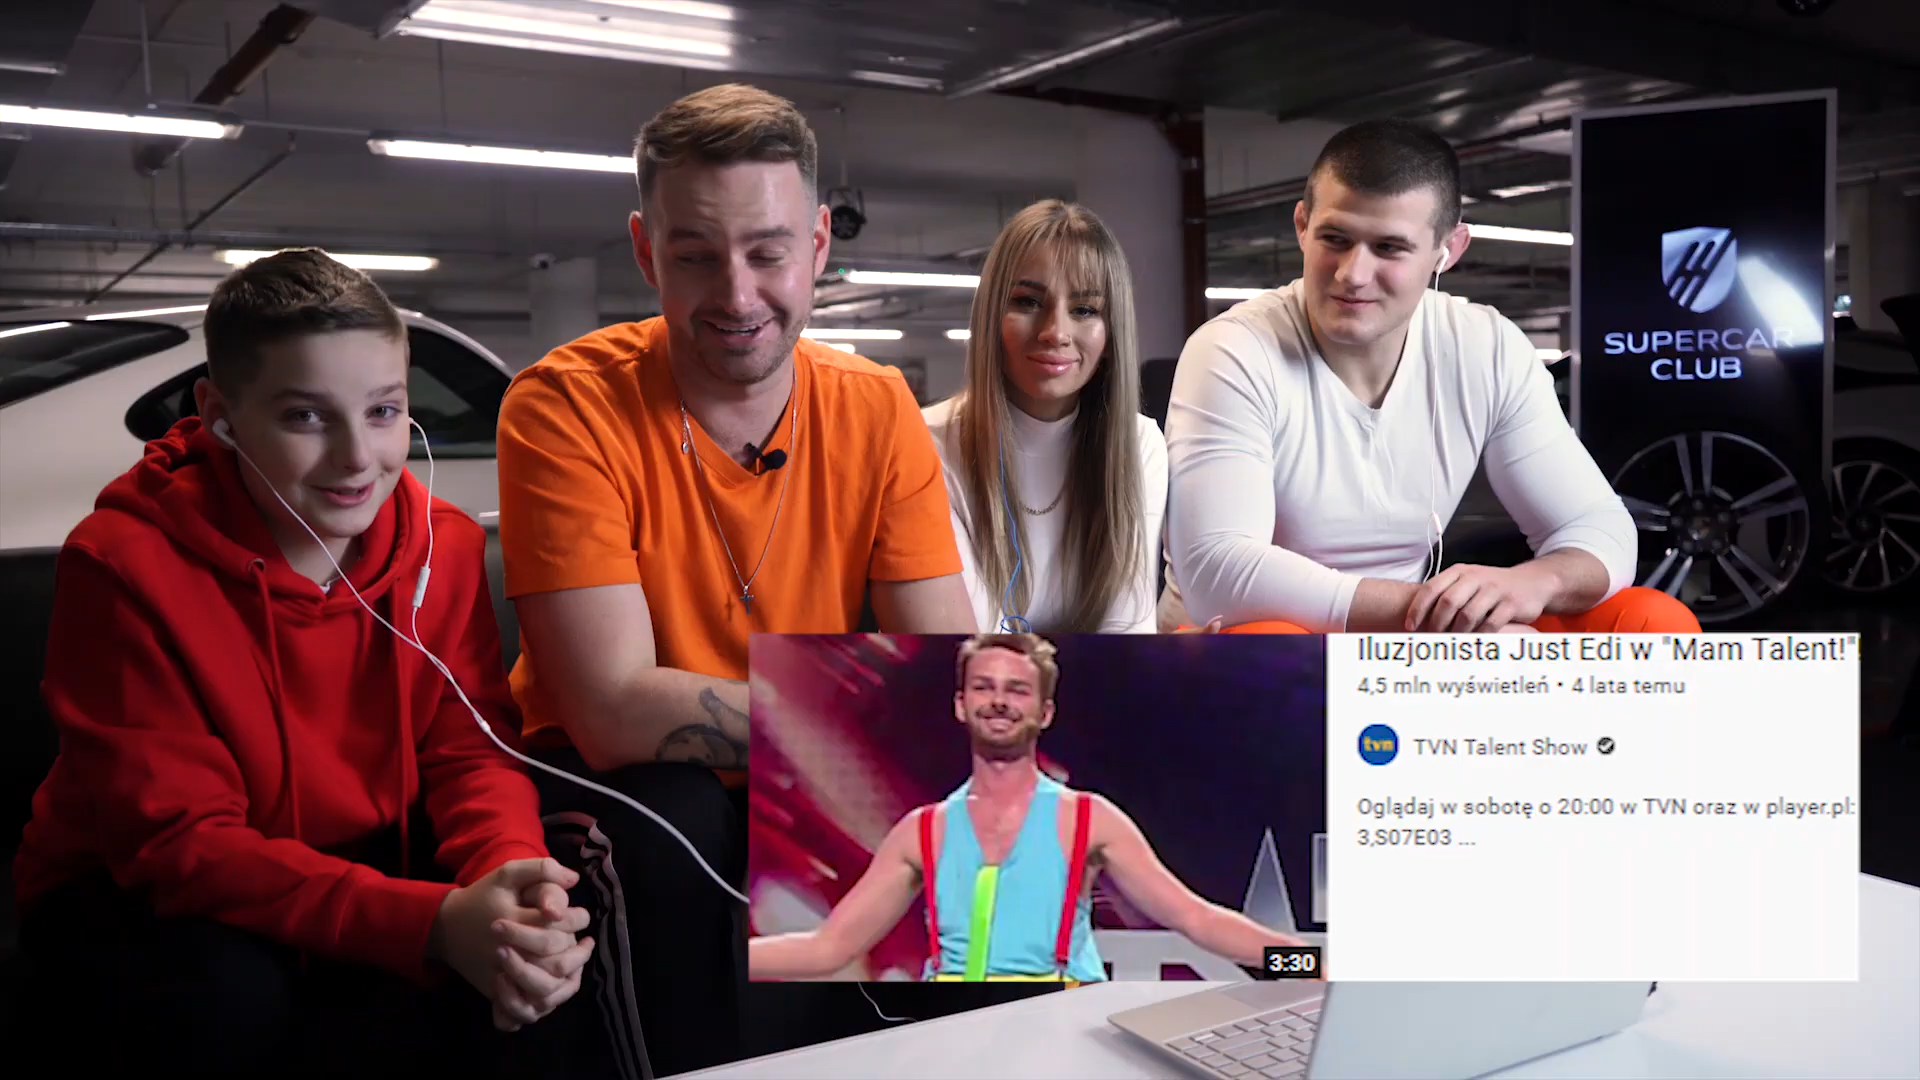 SUPERCAR
CLUB
Iluzjonista Just Edi w "Mam Talent!"
4,5 mln wyświetleń • 4 lata temu
tvn
TVN Talent Show
Oglądaj w sobotę o 20:00 w TVN oraz w player.pl:
3,S07E03 ...
3:30